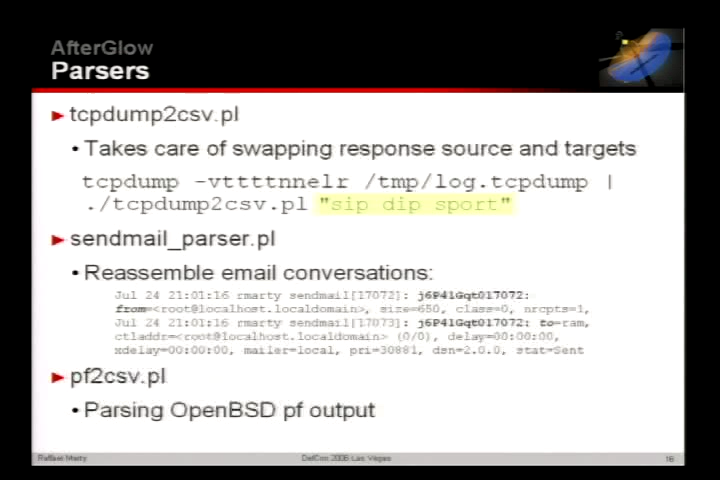 AfterGlow
Parsers
► tcpdump2csv.pl
• Takes care of swapping response source and targets
tcpdump -vttttnnelr /tmp/log.tcpdump |
./tcpdump2csv.pl "sip dip sport"
► sendmail_parser.pl
• Reassemble email conversations:
Jul 24 21:01:16 rmarty sendmail[17072]: j6P41Gqt017072:
from=<root@localhost.localdomain>, size=650, class=0, nrcpts=1,
Jul 24 21:01:16 rmarty sendmail[17073]: j6P41Gqt017072: to=ram,
ctladdr=<root@localhost.localdomain> (0/0), delay=00:00:00,
xdelay=00:00:00, mailer=local, pri=30881, dsn=2.0.0, stat=Sent
► pf2csv.pl
• Parsing OpenBSD pf output
Raffael Marty
DefCon 2006 Las Vegas
16